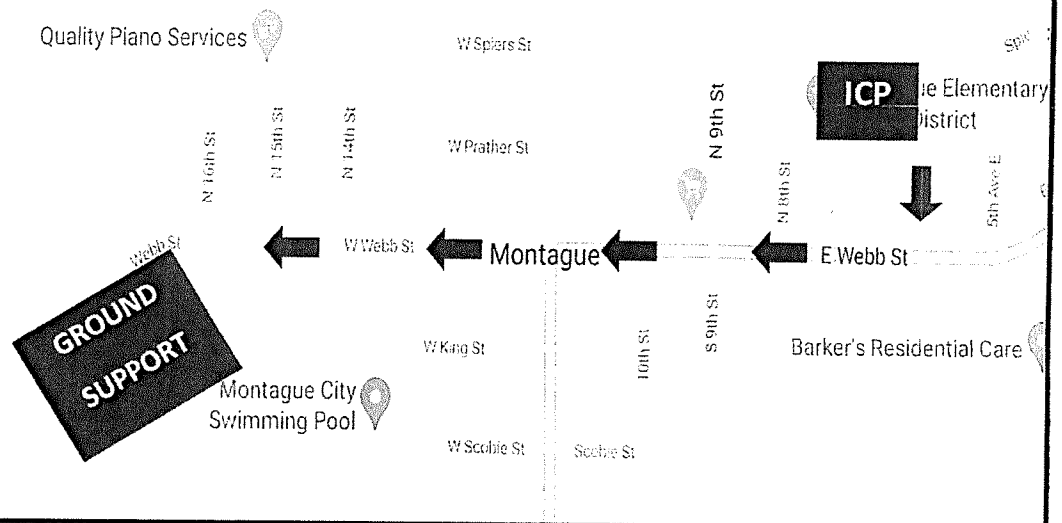 Quality Piano Services
W Spiers St
N 16th St
N 15th St
N 14th St
W Prather St
N 9th St
N 8th St
ICP
ue Elementary
District
5th Ave E
Webb St
W Webb St
Montague
E Webb St
GROUND
SUPPORT
W King St
10th St
S 9th St
Barker's Residential Care
Montague City
Swimming Pool
W Scobie St
Scobie St